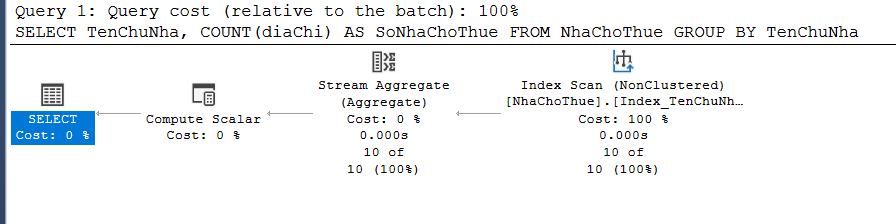 Query 1: Query cost (relative to the batch): 100%
SELECT TenChuNha, COUNT(diaChi) AS SoNhaChoThue FROM NhaChoThue GROUP BY TenChuNha
SELECT
Cost: 0 %
Compute Scalar
Cost: 0 %
Stream Aggregate
(Aggregate)
Cost: 0 %
0.000s
10 of
10 (100%)
Index Scan (NonClustered)
[NhaChoThue].[Index_TenChuNh…
Cost: 100 %
0.000s
10 of
10 (100%)